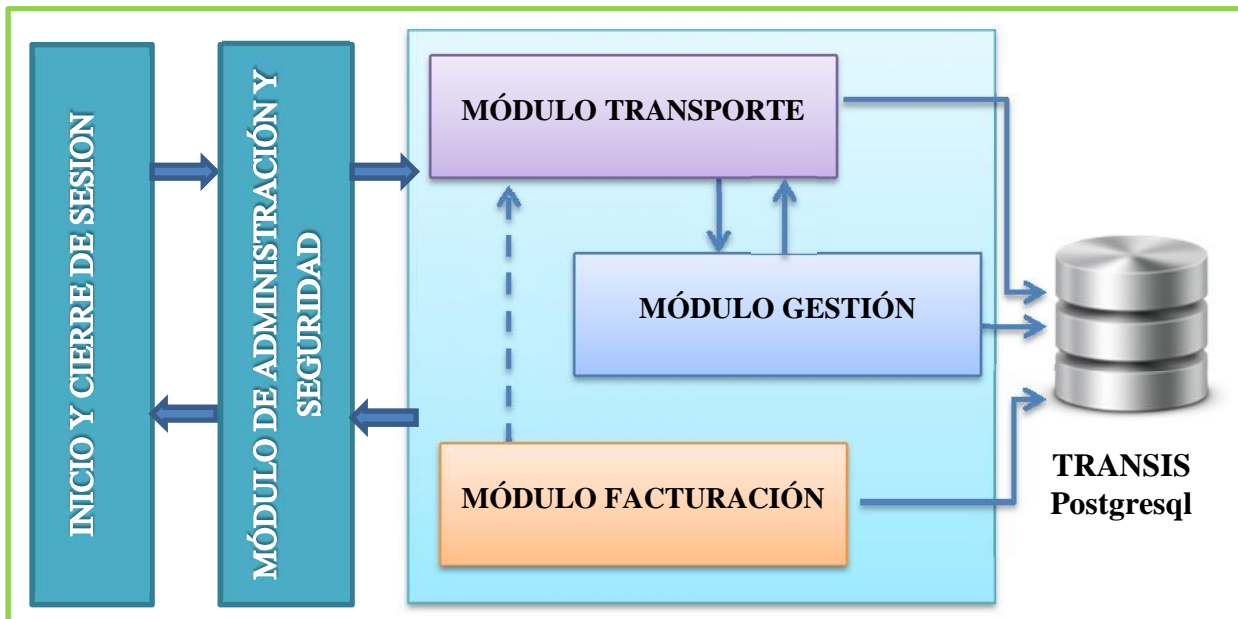 INICIO Y CIERRE DE SESION
MÓDULO DE ADMINISTRACIÓN Y
SEGURIDAD
MÓDULO TRANSPORTE
MÓDULO GESTIÓN
MÓDULO FACTURACIÓN
TRANSIS
Postgresql